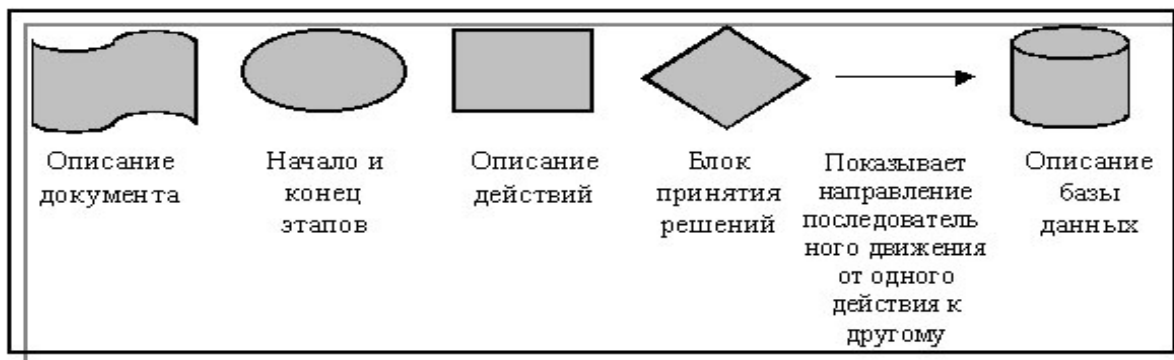 Описание
документа
Начало и
конец
этапов
Описание
действий
Блок
принятия
решений
Показывает
направление
последователь
ного движения
от одного
действия к
другому
Описание
базы
данных